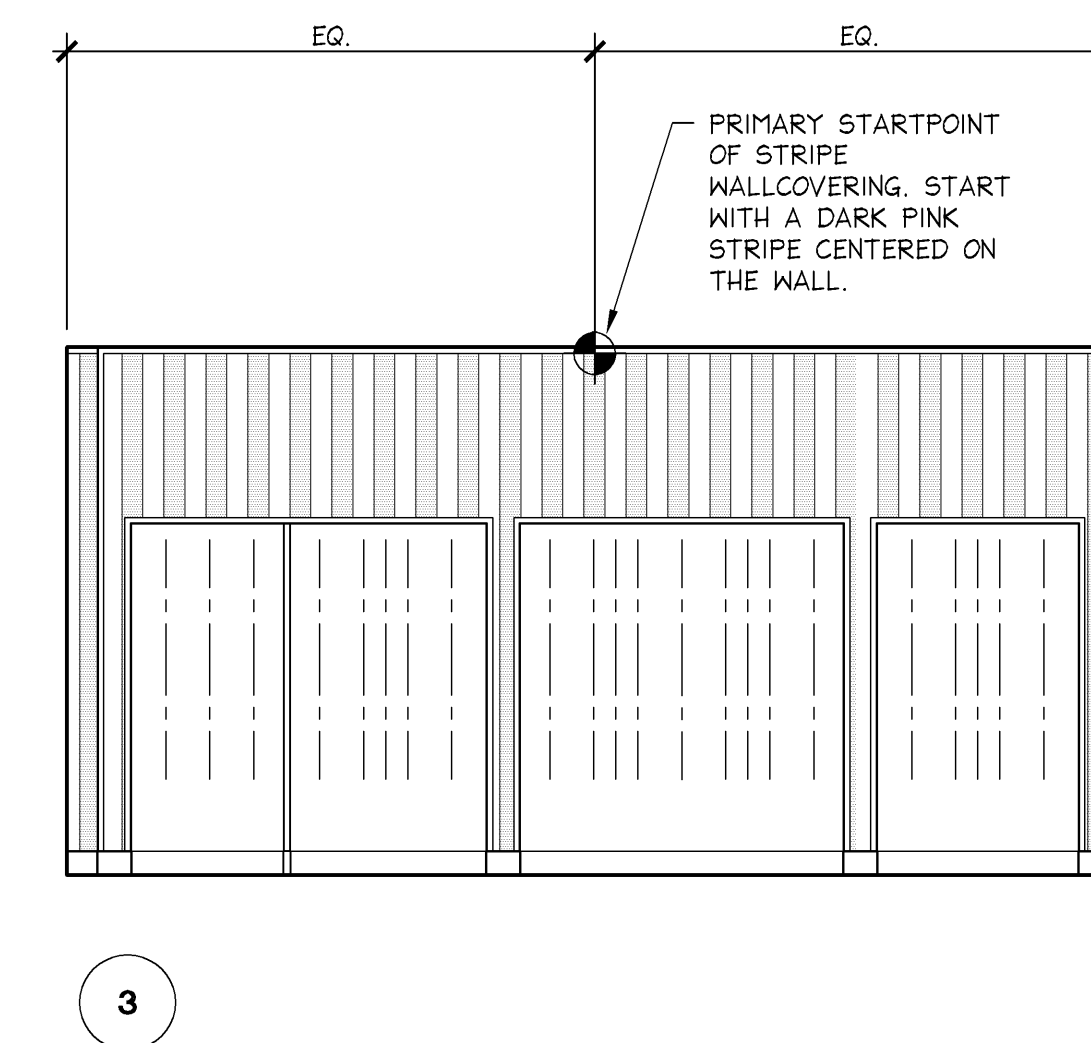 EQ.
EQ.
PRIMARY STARTPOINT
OF STRIPE
WALLCOVERING. START
WITH A DARK PINK
STRIPE CENTERED ON
THE WALL.
3